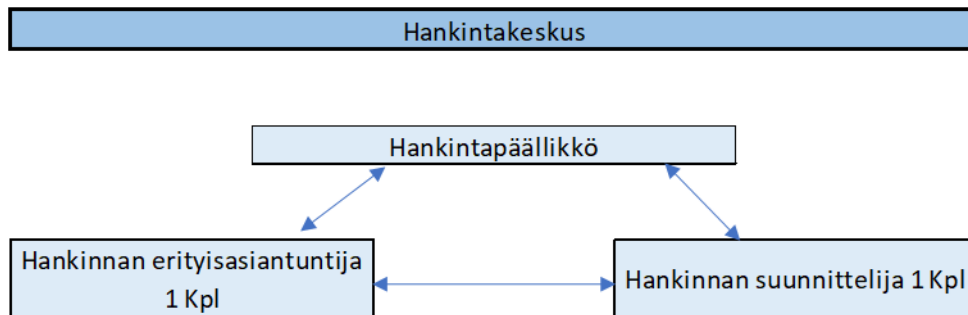 Hankintakeskus
Hankintapäällikkö
Hankinnan erityisasiantuntija
1 Kpl
Hankinnan suunnittelija 1 Kpl